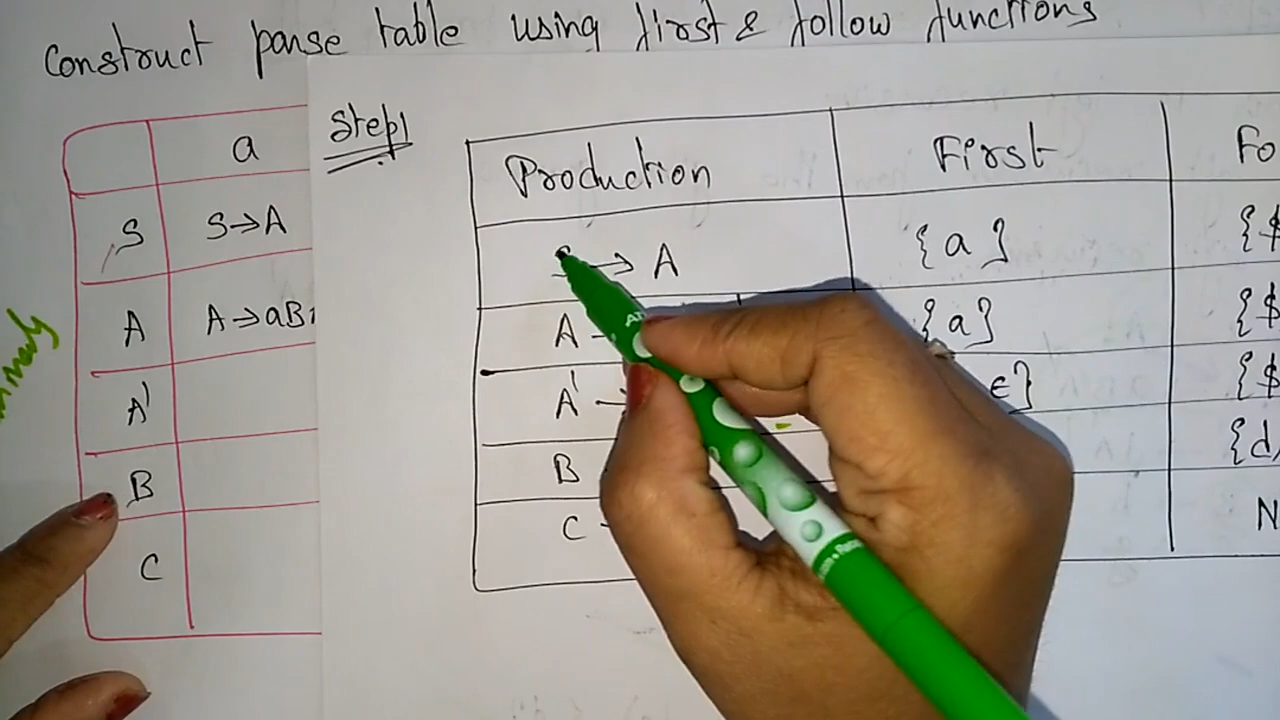 Construct parse table using first & follow functions
Step1
a
S S→A
A A→aB
A'
B
C
Production First Fo
S → A {a} {$
A - {a} {$
A' - ε} {$
B {d,
C - N